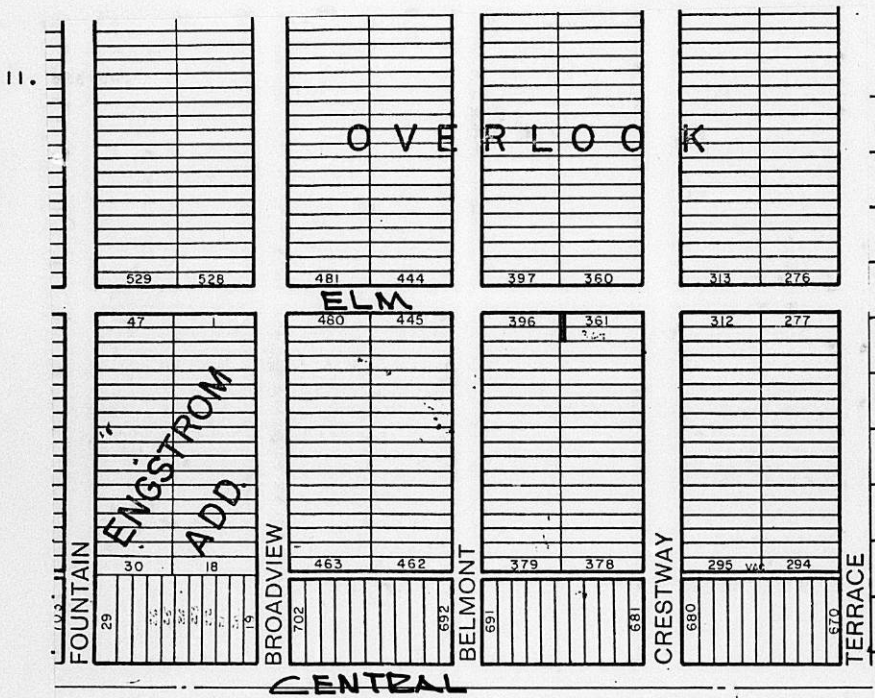 11.
OVERLOOK
529 528 481 444 397 360 313 276
ELM
47 1 480 445 396 361 312 277
ENGSTROM
ADD.
30 18 463 462 379 378 295 VAC 294
29 19 702 692 691 681 680 670
FOUNTAIN
BROADVIEW
BELMONT
CRESTWAY
TERRACE
CENTRAL